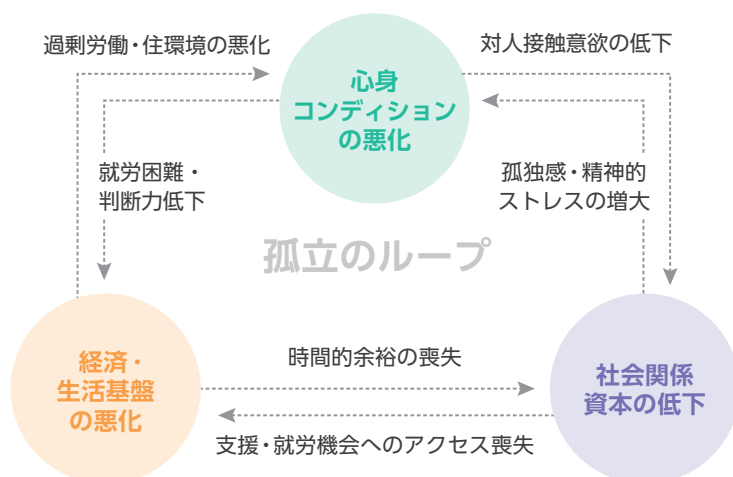 過剰労働・住環境の悪化
対人接触意欲の低下
心身
コンディション
の悪化
就労困難・
判断力低下
孤独感・精神的
ストレスの増大
孤立のループ
経済・
生活基盤
の悪化
時間的余裕の喪失
社会関係
資本の低下
支援・就労機会へのアクセス喪失